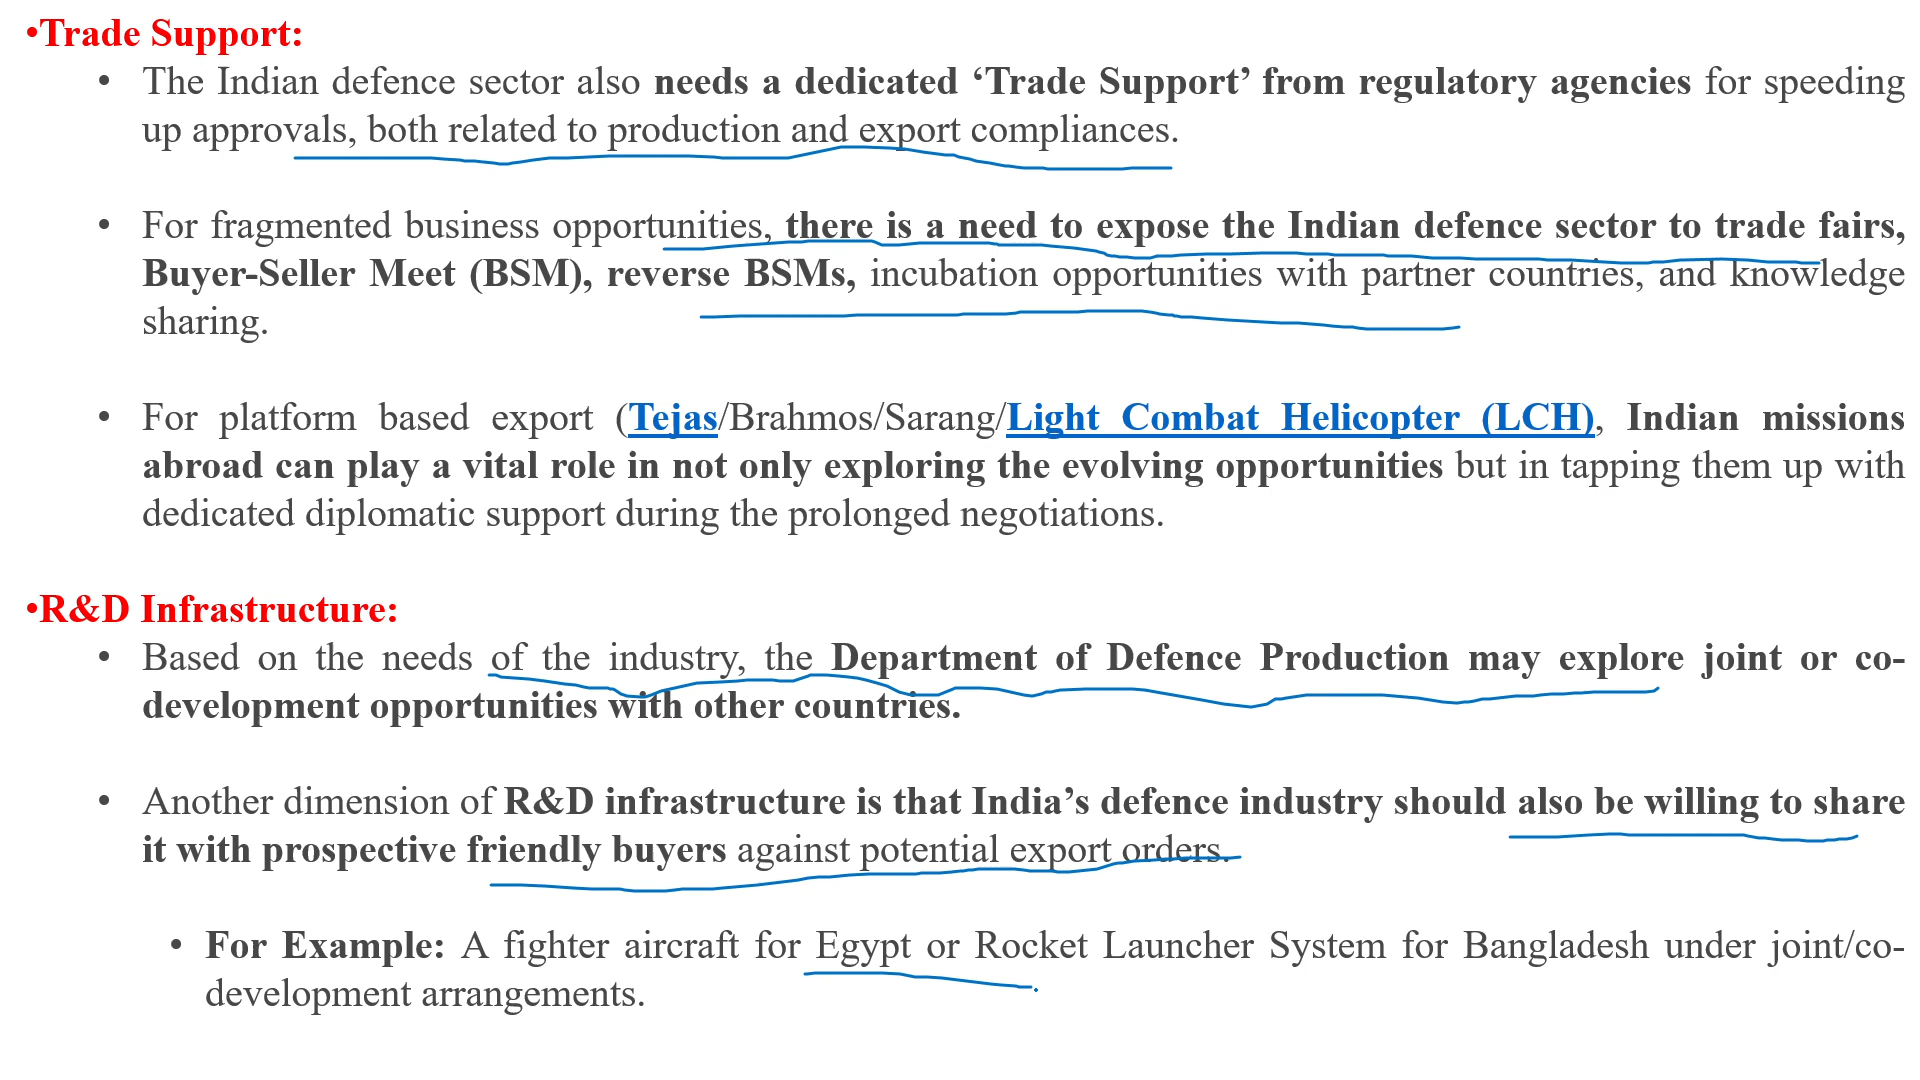 •Trade Support:
• The Indian defence sector also needs a dedicated ‘Trade Support’ from regulatory agencies for speeding
up approvals, both related to production and export compliances.
• For fragmented business opportunities, there is a need to expose the Indian defence sector to trade fairs,
Buyer-Seller Meet (BSM), reverse BSMs, incubation opportunities with partner countries, and knowledge
sharing.
• For platform based export (Tejas/Brahmos/Sarang/Light Combat Helicopter (LCH), Indian missions
abroad can play a vital role in not only exploring the evolving opportunities but in tapping them up with
dedicated diplomatic support during the prolonged negotiations.
•R&D Infrastructure:
• Based on the needs of the industry, the Department of Defence Production may explore joint or co-
development opportunities with other countries.
• Another dimension of R&D infrastructure is that India’s defence industry should also be willing to share
it with prospective friendly buyers against potential export orders.
• For Example: A fighter aircraft for Egypt or Rocket Launcher System for Bangladesh under joint/co-
development arrangements.